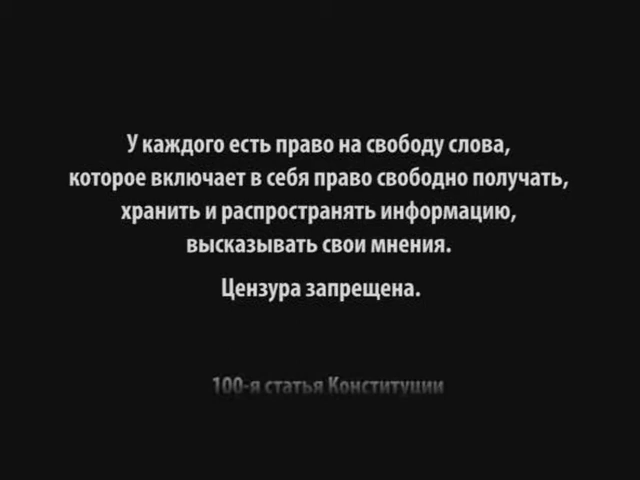 У каждого есть право на свободу слова,
которое включает в себя право свободно получать,
хранить и распространять информацию,
высказывать свои мнения.
Цензура запрещена.
100-я статья Конституции